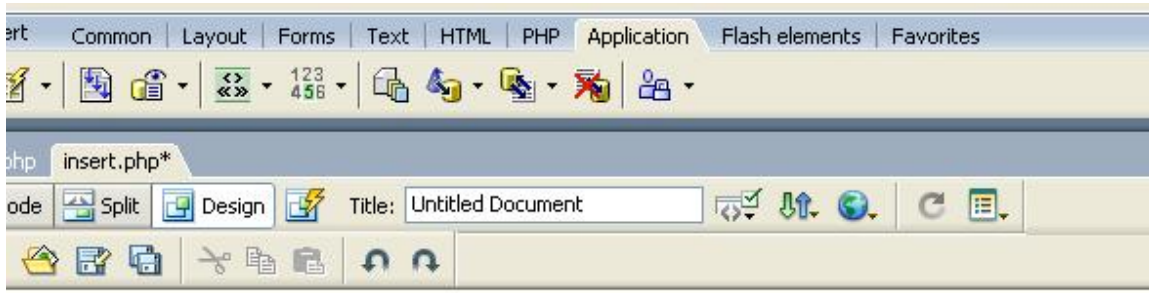 ert Common Layout Forms Text HTML PHP Application Flash elements Favorites
123
456
php insert.php*
ode Split Design Title: Untitled Document